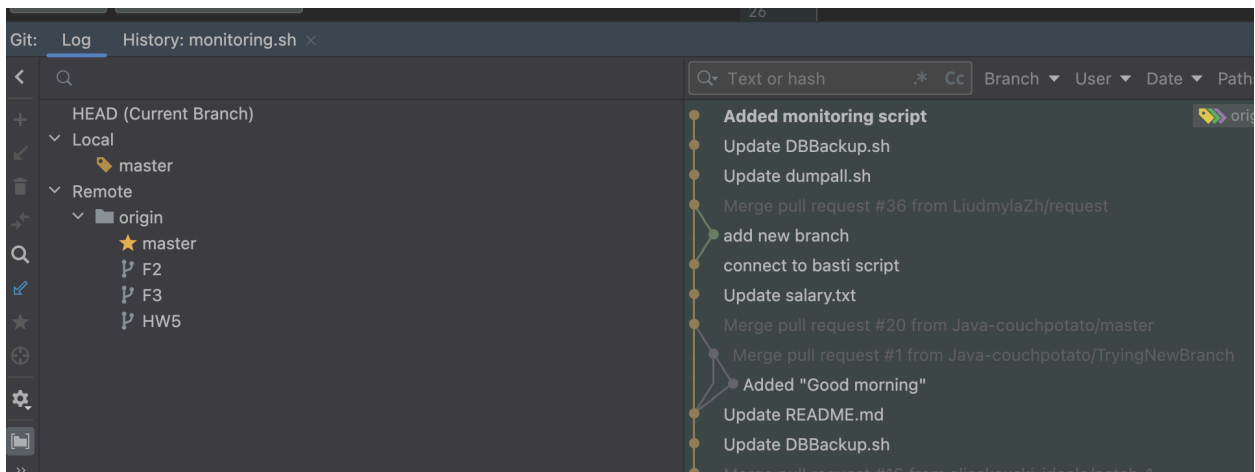 26
Git: Log History: monitoring.sh
Text or hash .* Cc Branch User Date Path
HEAD (Current Branch)
Local
master
Remote
origin
master
F2
F3
HW5
Added monitoring script orig
Update DBBackup.sh
Update dumpall.sh
Merge pull request #36 from LiudmylaZh/request
add new branch
connect to basti script
Update salary.txt
Merge pull request #20 from Java-couchpotato/master
Merge pull request #1 from Java-couchpotato/TryingNewBranch
Added "Good morning"
Update README.md
Update DBBackup.sh